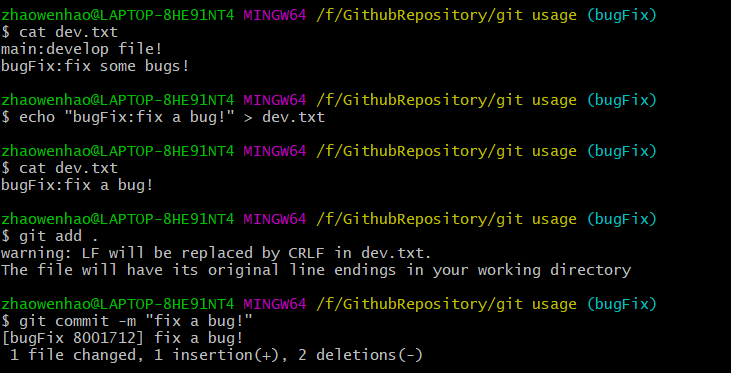 zhaowenhao@LAPTOP-8HE91NT4 MINGW64 /f/GithubRepository/git usage (bugFix)
$ cat dev.txt
main:develop file!
bugFix:fix some bugs!
zhaowenhao@LAPTOP-8HE91NT4 MINGW64 /f/GithubRepository/git usage (bugFix)
$ echo "bugFix:fix a bug!" > dev.txt
zhaowenhao@LAPTOP-8HE91NT4 MINGW64 /f/GithubRepository/git usage (bugFix)
$ cat dev.txt
bugFix:fix a bug!
zhaowenhao@LAPTOP-8HE91NT4 MINGW64 /f/GithubRepository/git usage (bugFix)
$ git add .
warning: LF will be replaced by CRLF in dev.txt.
The file will have its original line endings in your working directory
zhaowenhao@LAPTOP-8HE91NT4 MINGW64 /f/GithubRepository/git usage (bugFix)
$ git commit -m "fix a bug!"
[bugFix 8001712] fix a bug!
 1 file changed, 1 insertion(+), 2 deletions(-)